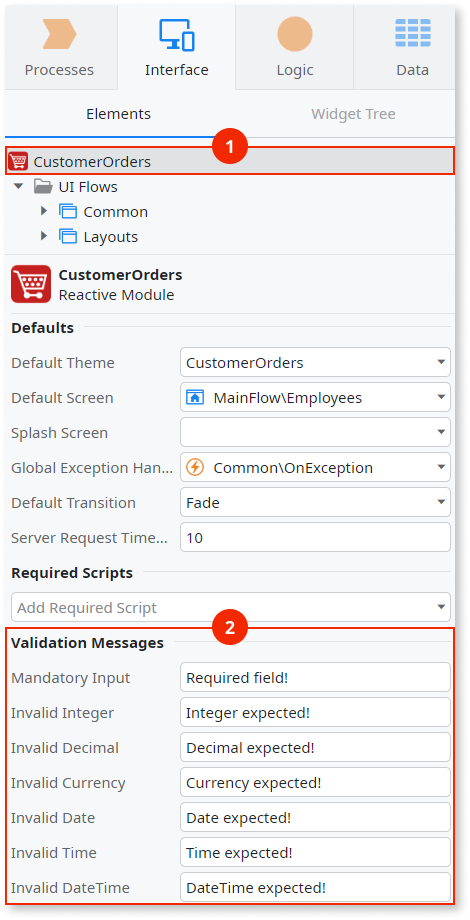 Processes Interface Logic Data
Elements Widget Tree
1
CustomerOrders
UI Flows
Common
Layouts
CustomerOrders
Reactive Module
Defaults
Default Theme CustomerOrders
Default Screen MainFlow\Employees
Splash Screen
Global Exception Han... Common\OnException
Default Transition Fade
Server Request Time... 10
Required Scripts
Add Required Script
2
Validation Messages
Mandatory Input Required field!
Invalid Integer Integer expected!
Invalid Decimal Decimal expected!
Invalid Currency Currency expected!
Invalid Date Date expected!
Invalid Time Time expected!
Invalid DateTime DateTime expected!